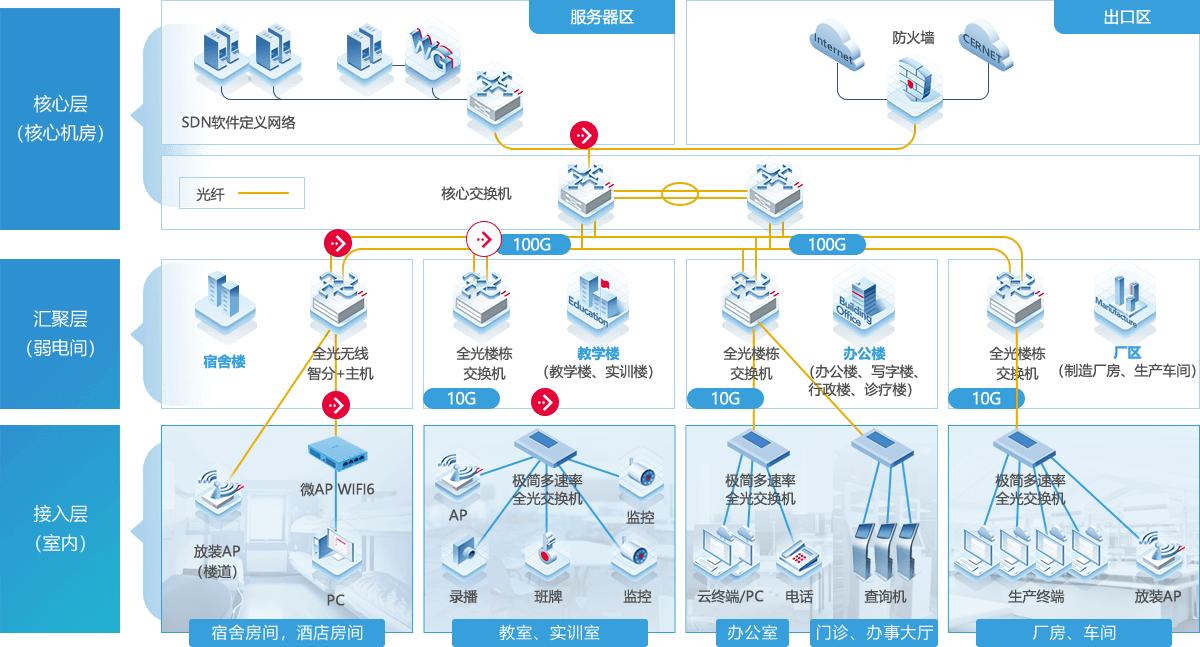 服务器区
出口区
Internet
防火墙
CERNET
WGI
核心层
(核心机房)
SDN软件定义网络
光纤
核心交换机
100G
100G
汇聚层
(弱电间)
宿舍楼
全光无线
智分+主机
全光楼栋
交换机
Education
教学楼
(教学楼、实训楼)
全光楼栋
交换机
Building
Office
办公楼
(办公楼、写字楼、
行政楼、诊疗楼)
全光楼栋
交换机
Manufacture
厂区
(制造厂房、生产车间)
10G
10G
10G
接入层
(室内)
放装AP
(楼道)
微AP WIFI6
PC
极简多速率
全光交换机
AP
监控
录播
班牌
监控
极简多速率
全光交换机
云终端/PC
电话
查询机
极简多速率
全光交换机
生产终端
放装AP
宿舍房间，酒店房间
教室、实训室
办公室
门诊、办事大厅
厂房、车间